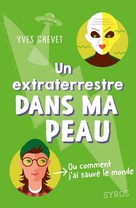 YVES GREVET
Un
extraterrestre
DANS MA
PEAU
Ou comment
j'ai sauvé le monde
SYROS